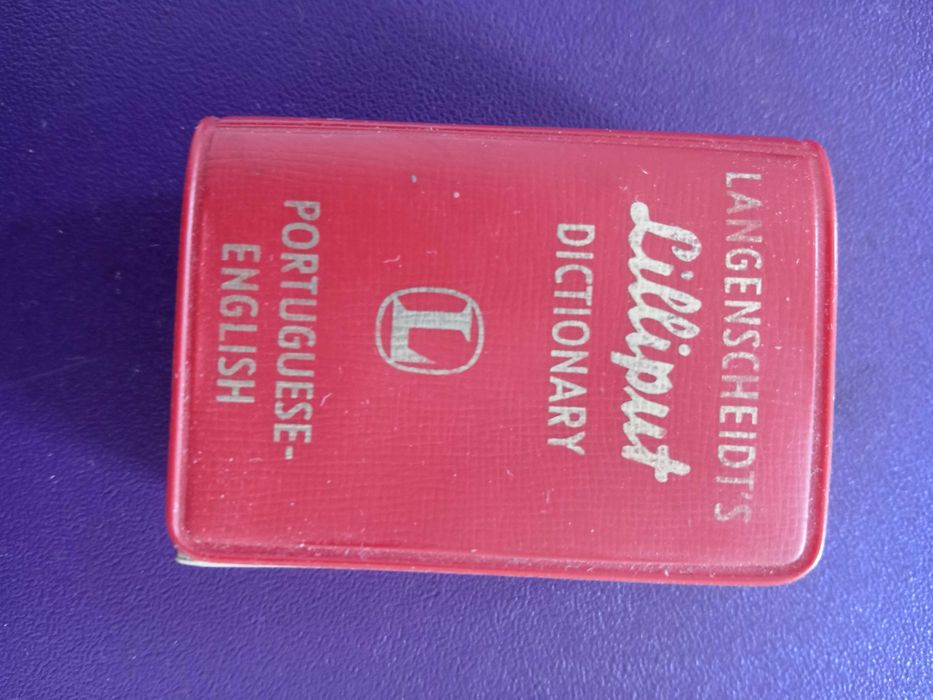 LANGENSCHEIDT'S
Lilliput
DICTIONARY
L
PORTUGUESE-
ENGLISH